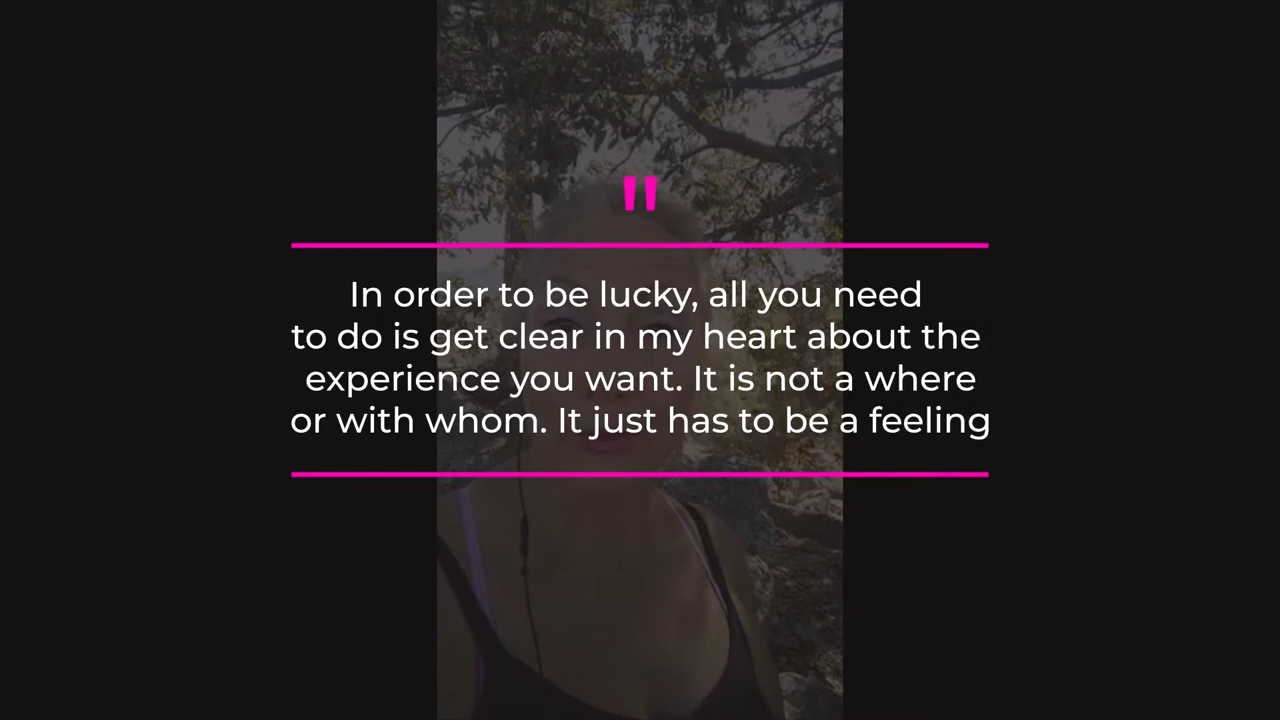 "
In order to be lucky, all you need
to do is get clear in my heart about the
experience you want. It is not a where
or with whom. It just has to be a feeling